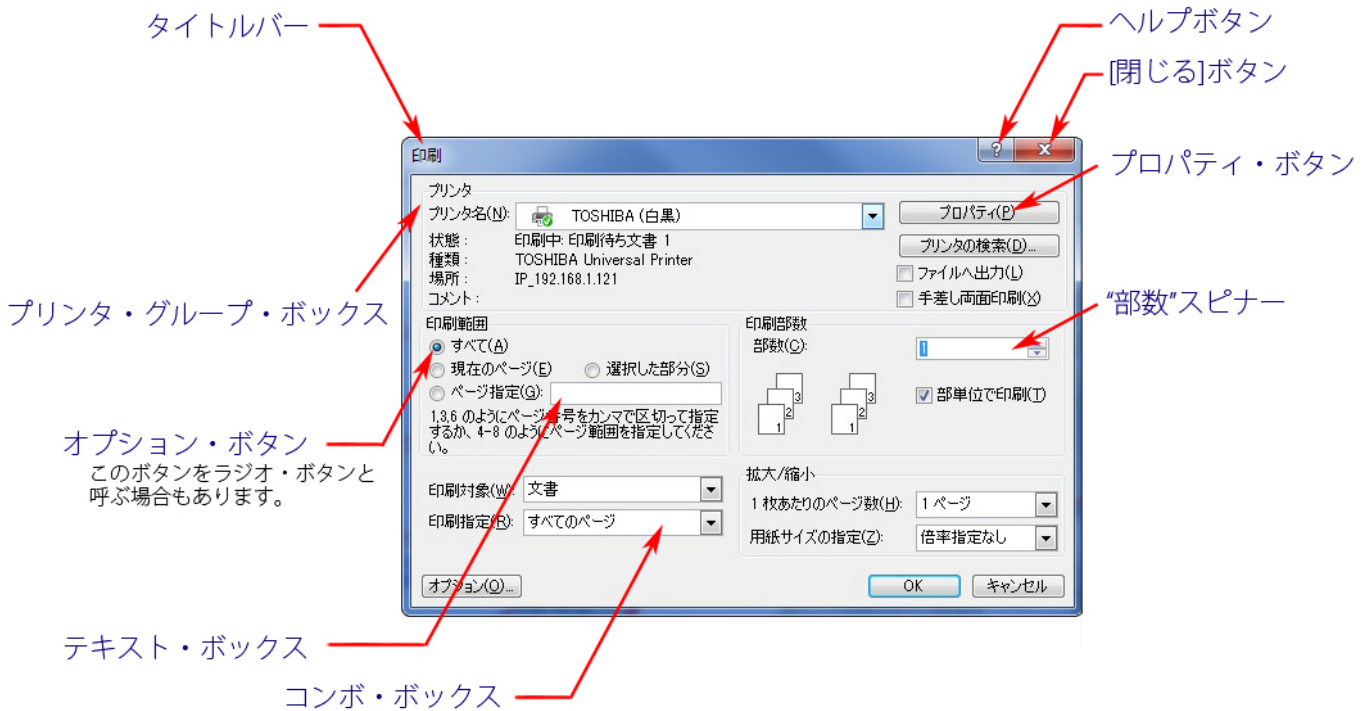 タイトルバー
ヘルプボタン
[閉じる]ボタン
プロパティ・ボタン
プリンタ・グループ・ボックス
"部数"スピナー
オプション・ボタン
このボタンをラジオ・ボタンと
呼ぶ場合もあります。
テキスト・ボックス
コンボ・ボックス
印刷
?
X
プリンタ
プリンタ名(N): TOSHIBA (白黒)
プロパティ(P)
状態： 印刷中: 印刷待ち文書 1
プリンタの検索(D)...
種類： TOSHIBA Universal Printer
場所： IP_192.168.1.121
ファイルへ出力(L)
コメント：
手差し両面印刷(X)
印刷範囲
すべて(A)
現在のページ(E) 選択した部分(S)
ページ指定(G):
1,3,6 のようにページ番号をカンマで区切って指定
するか、4-8 のようにページ範囲を指定してくださ
い。
印刷部数
部数(C): 1
部単位で印刷(T)
1 2 3
1 2 3
印刷対象(W): 文書
印刷指定(R): すべてのページ
拡大/縮小
1 枚あたりのページ数(H): 1 ページ
用紙サイズの指定(Z): 倍率指定なし
オプション(O)...
OK
キャンセル